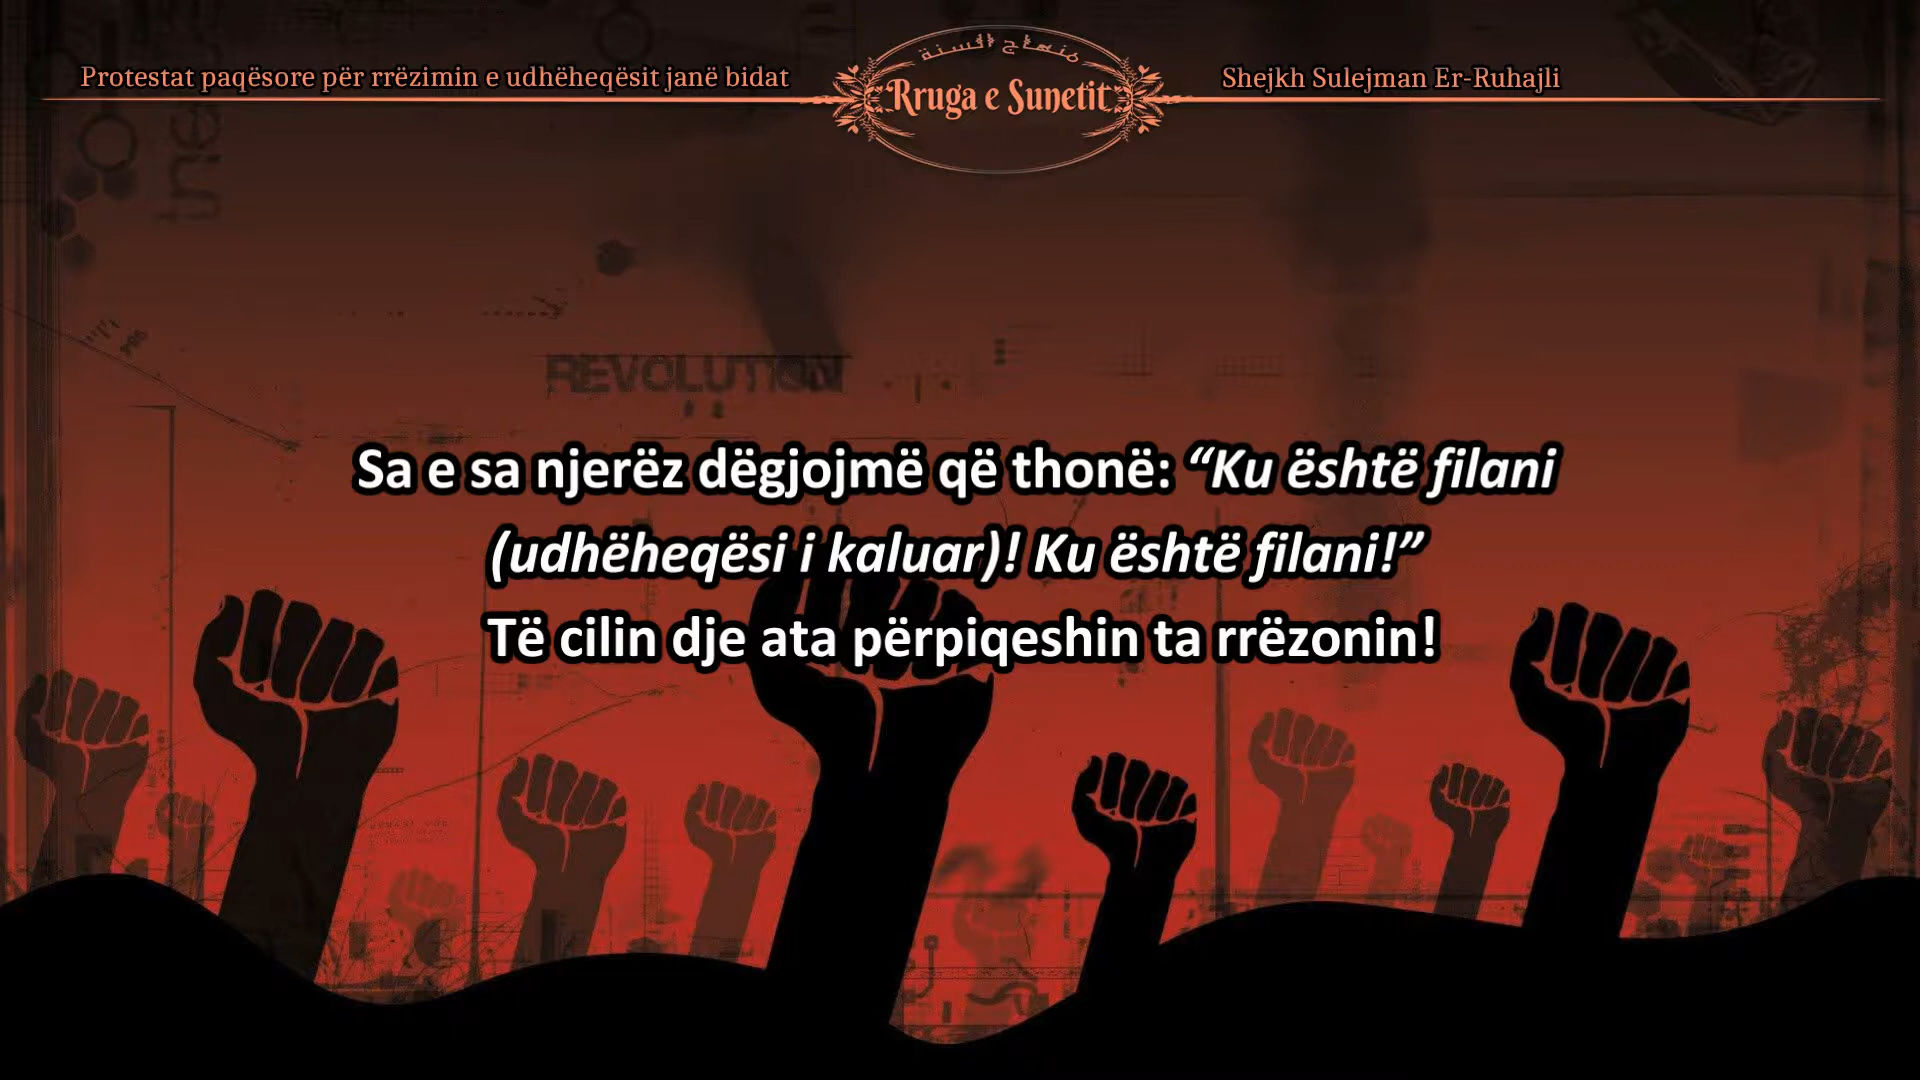 Protestat paqësore për rrëzimin e udhëheqësit janë bidat
منهاج السنة
Rruga e Sunetit
Shejkh Sulejman Er-Ruhajli
REVOLUTION
Sa e sa njerëz dëgjojmë që thonë: “Ku është filani
(udhëheqësi i kaluar)! Ku është filani!”
Të cilin dje ata përpiqeshin ta rrëzonin!